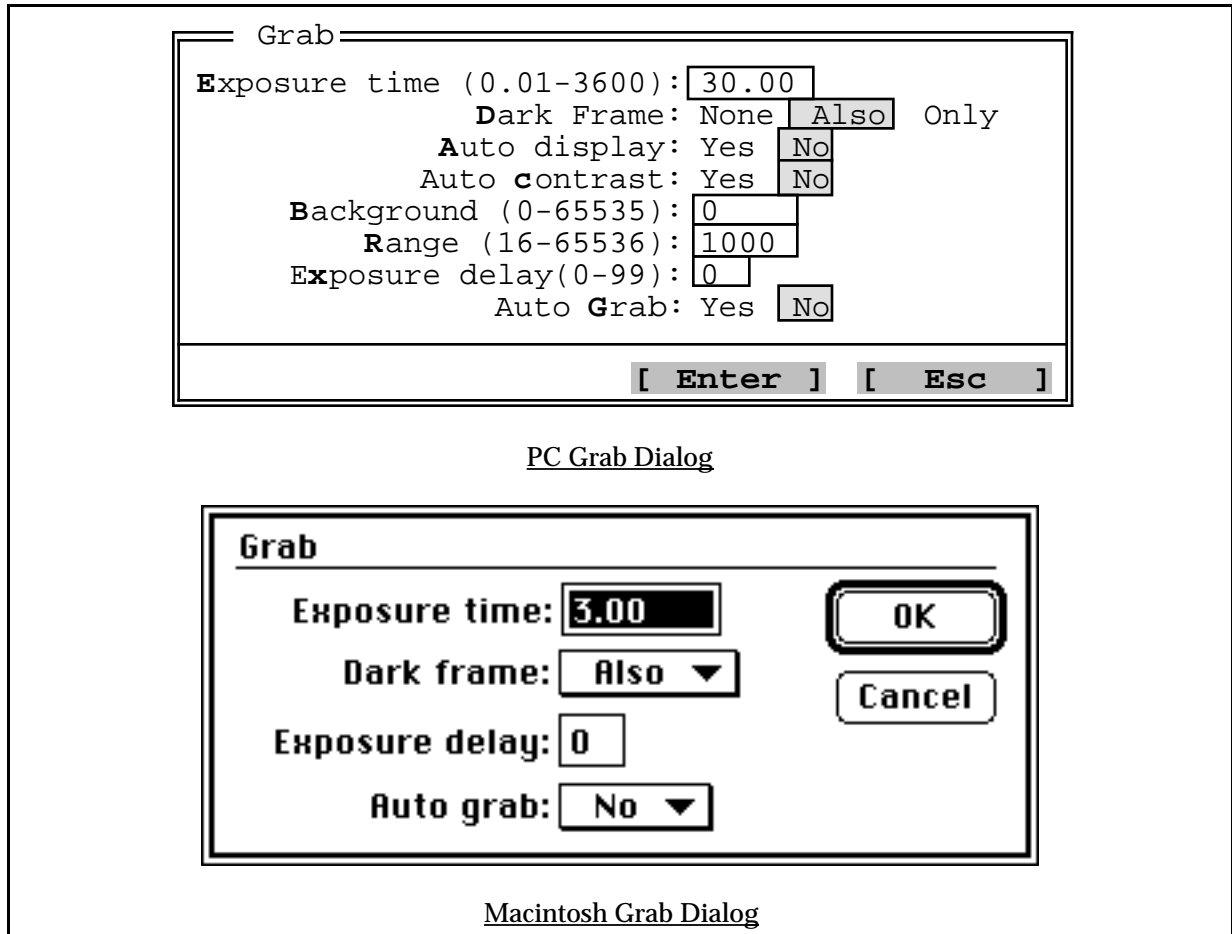 Grab
Exposure time (0.01-3600): 30.00
Dark Frame: None Also Only
Auto display: Yes No
Auto contrast: Yes No
Background (0-65535): 0
Range (16-65536): 1000
Exposure delay(0-99): 0
Auto Grab: Yes No
[ Enter ] [ Esc ]
PC Grab Dialog
Grab
Exposure time: 3.00
OK
Dark frame: Also
Cancel
Exposure delay: 0
Auto grab: No
Macintosh Grab Dialog